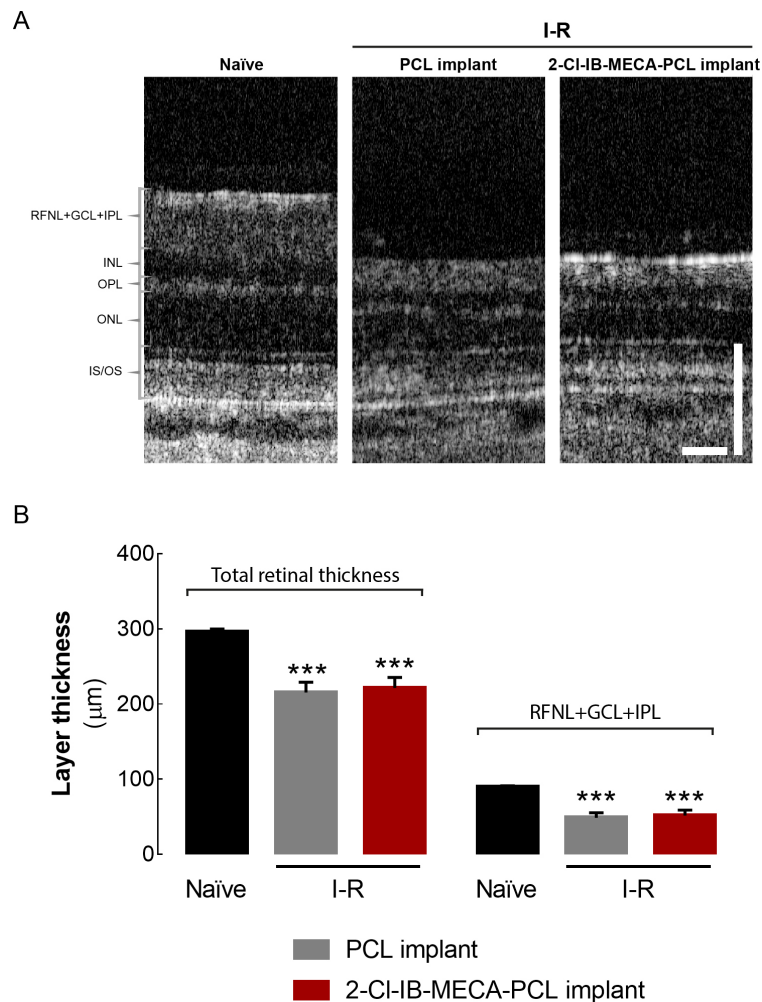 A
I-R
Naïve
PCL implant
2-Cl-IB-MECA-PCL implant
RFNL+GCL+IPL
INL
OPL
ONL
IS/OS
B
Layer thickness
(μm)
400
300
200
100
0
Total retinal thickness
***
***
RFNL+GCL+IPL
***
***
Naïve
I-R
Naïve
I-R
PCL implant
2-Cl-IB-MECA-PCL implant